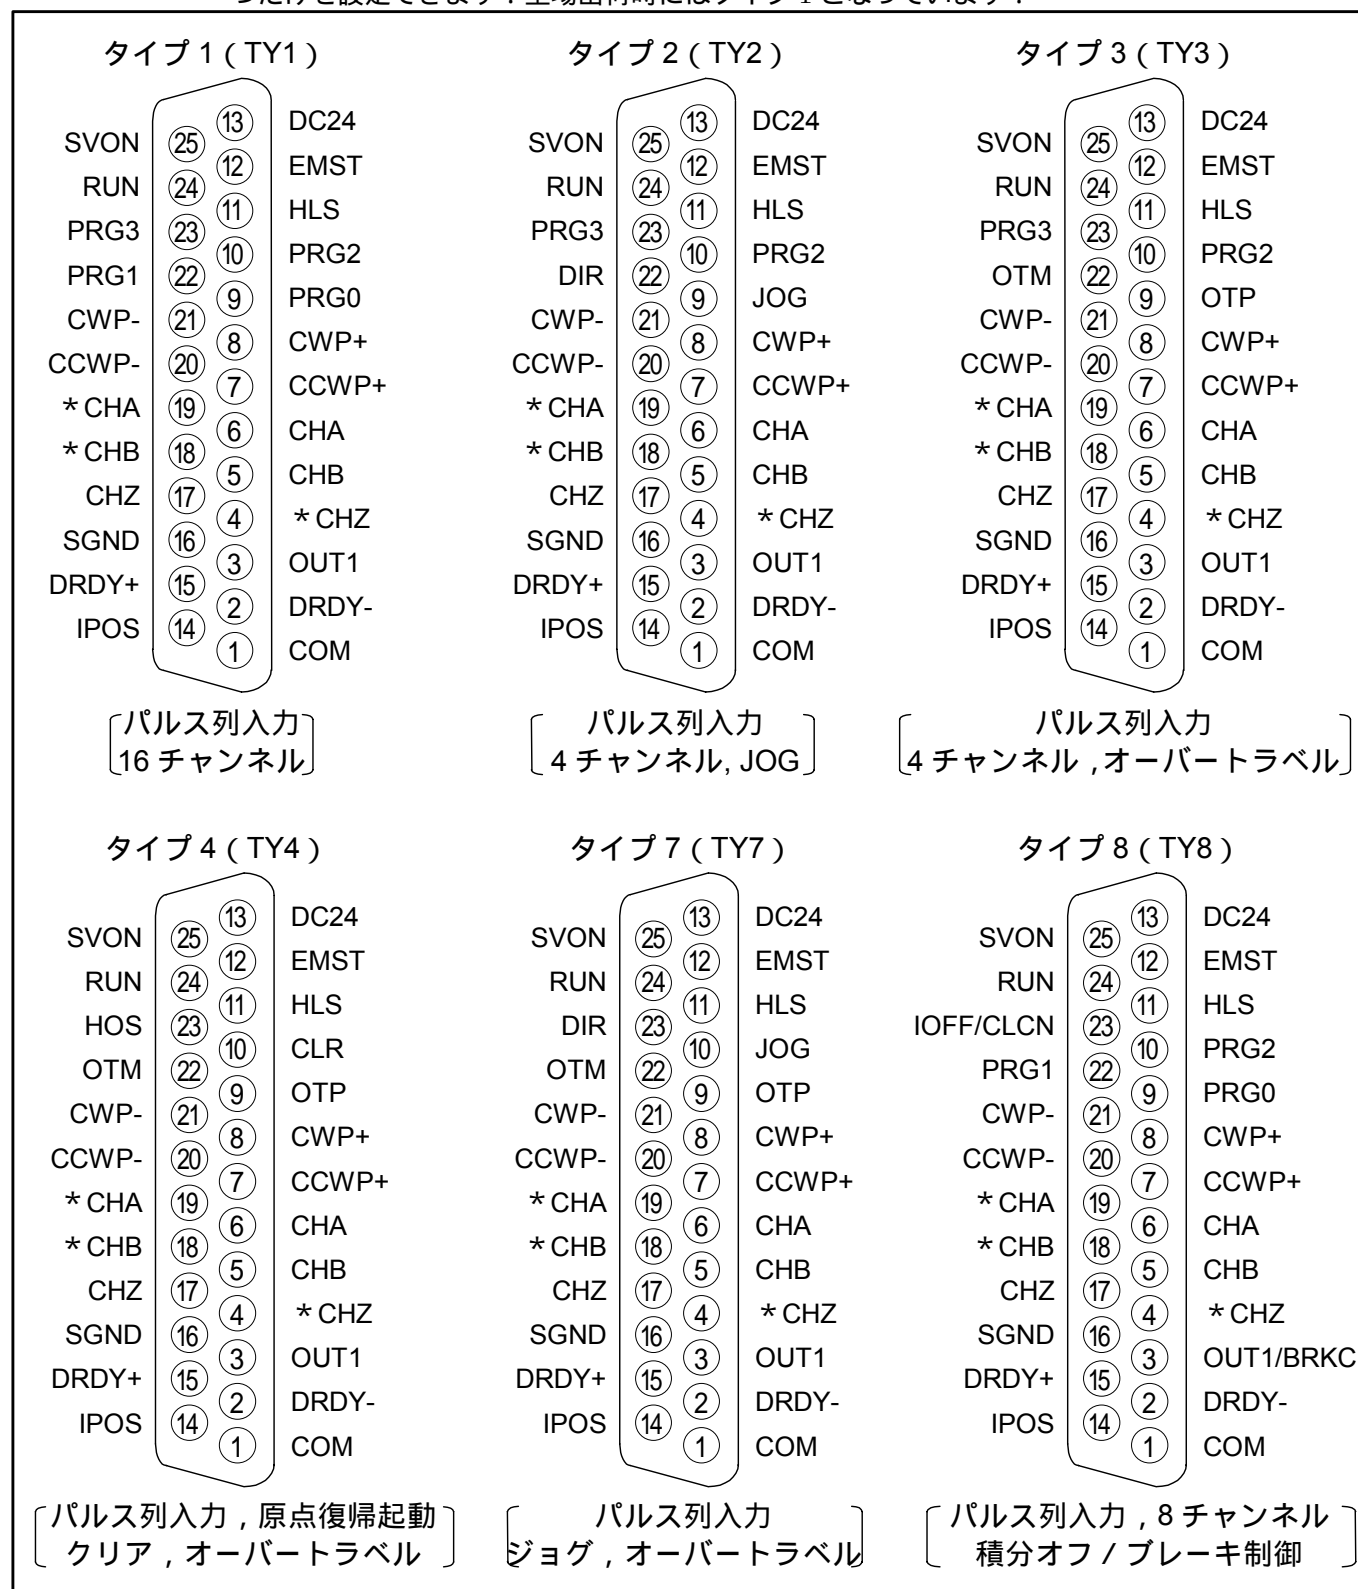 タイプ 1 ( TY1 )
SVON 25 13 DC24
RUN 24 12 EMST
PRG3 23 11 HLS
PRG1 22 10 PRG2
CWP- 21 9 PRG0
CCWP- 20 8 CWP+
*CHA 19 7 CCWP+
*CHB 18 6 CHA
CHZ 17 5 CHB
SGND 16 4 *CHZ
DRDY+ 15 3 OUT1
IPOS 14 2 DRDY-
1 COM
パルス列入力
16 チャンネル
タイプ 2 ( TY2 )
SVON 25 13 DC24
RUN 24 12 EMST
PRG3 23 11 HLS
DIR 22 10 PRG2
CWP- 21 9 JOG
CCWP- 20 8 CWP+
*CHA 19 7 CCWP+
*CHB 18 6 CHA
CHZ 17 5 CHB
SGND 16 4 *CHZ
DRDY+ 15 3 OUT1
IPOS 14 2 DRDY-
1 COM
パルス列入力
4 チャンネル, JOG
タイプ 3 ( TY3 )
SVON 25 13 DC24
RUN 24 12 EMST
PRG3 23 11 HLS
OTM 22 10 PRG2
CWP- 21 9 OTP
CCWP- 20 8 CWP+
*CHA 19 7 CCWP+
*CHB 18 6 CHA
CHZ 17 5 CHB
SGND 16 4 *CHZ
DRDY+ 15 3 OUT1
IPOS 14 2 DRDY-
1 COM
パルス列入力
4 チャンネル , オーバートラベル
タイプ 4 ( TY4 )
SVON 25 13 DC24
RUN 24 12 EMST
HOS 23 11 HLS
OTM 22 10 CLR
CWP- 21 9 OTP
CCWP- 20 8 CWP+
*CHA 19 7 CCWP+
*CHB 18 6 CHA
CHZ 17 5 CHB
SGND 16 4 *CHZ
DRDY+ 15 3 OUT1
IPOS 14 2 DRDY-
1 COM
パルス列入力 , 原点復帰起動
クリア , オーバートラベル
タイプ 7 ( TY7 )
SVON 25 13 DC24
RUN 24 12 EMST
DIR 23 11 HLS
OTM 22 10 JOG
CWP- 21 9 OTP
CCWP- 20 8 CWP+
*CHA 19 7 CCWP+
*CHB 18 6 CHA
CHZ 17 5 CHB
SGND 16 4 *CHZ
DRDY+ 15 3 OUT1
IPOS 14 2 DRDY-
1 COM
パルス列入力
ジョグ , オーバートラベル
タイプ 8 ( TY8 )
SVON 25 13 DC24
RUN 24 12 EMST
IOFF/CLCN 23 11 HLS
PRG1 22 10 PRG2
CWP- 21 9 PRG0
CCWP- 20 8 CWP+
*CHA 19 7 CCWP+
*CHB 18 6 CHA
CHZ 17 5 CHB
SGND 16 4 *CHZ
DRDY+ 15 3 OUT1/BRKC
IPOS 14 2 DRDY-
1 COM
パルス列入力 , 8 チャンネル
積分オフ / ブレーキ制御